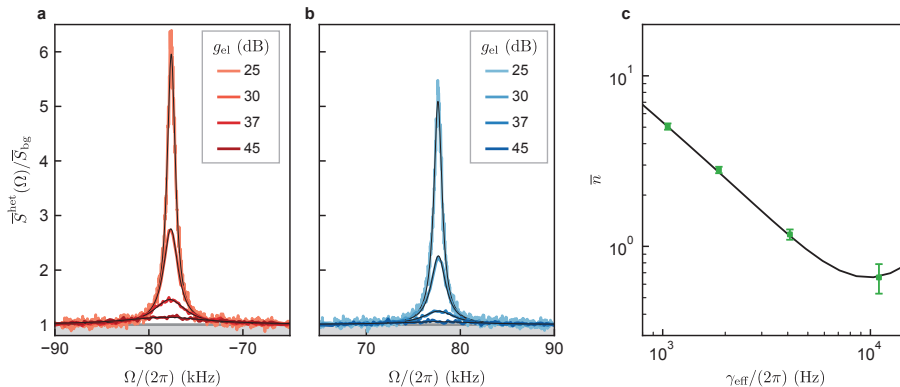 a
b
c
g_el (dB)
25
30
37
45
g_el (dB)
25
30
37
45
6
5
4
3
2
1
S̅^het(Ω)/S̅_bg
−90
−80
−70
Ω/(2π) (kHz)
70
80
90
Ω/(2π) (kHz)
10^1
10^0
n̅
10^3
10^4
γ_eff/(2π) (Hz)